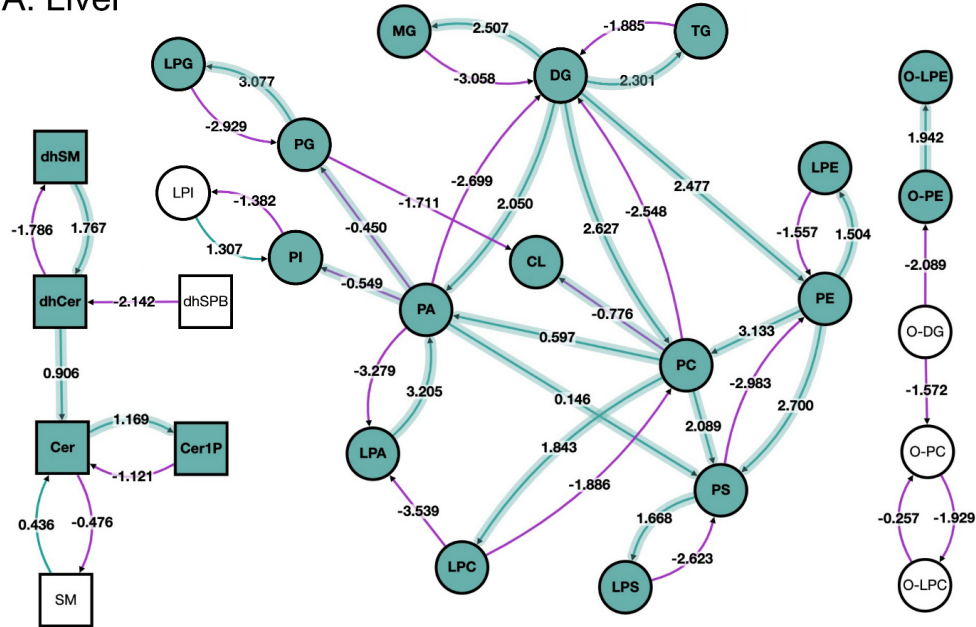 A. Liver
MG
2.507
-1.885
TG
LPG
3.077
-3.058
DG
2.301
O-LPE
-2.929
PG
1.942
dhSM
LPE
LPI
-1.382
-2.699
2.477
O-PE
-1.786
1.767
-1.711
2.050
-2.548
-0.450
2.627
-1.557
1.504
1.307
PI
CL
-2.089
dhCer
-2.142
dhSPB
-0.549
PA
-0.776
PE
0.597
3.133
O-DG
0.906
-3.279
PC
3.205
0.146
-2.983
2.700
-1.572
1.169
2.089
Cer
Cer1P
LPA
1.843
O-PC
-1.121
-1.886
PS
0.436
-0.476
-3.539
1.668
-0.257
-1.929
-2.623
LPC
LPS
O-LPC
SM